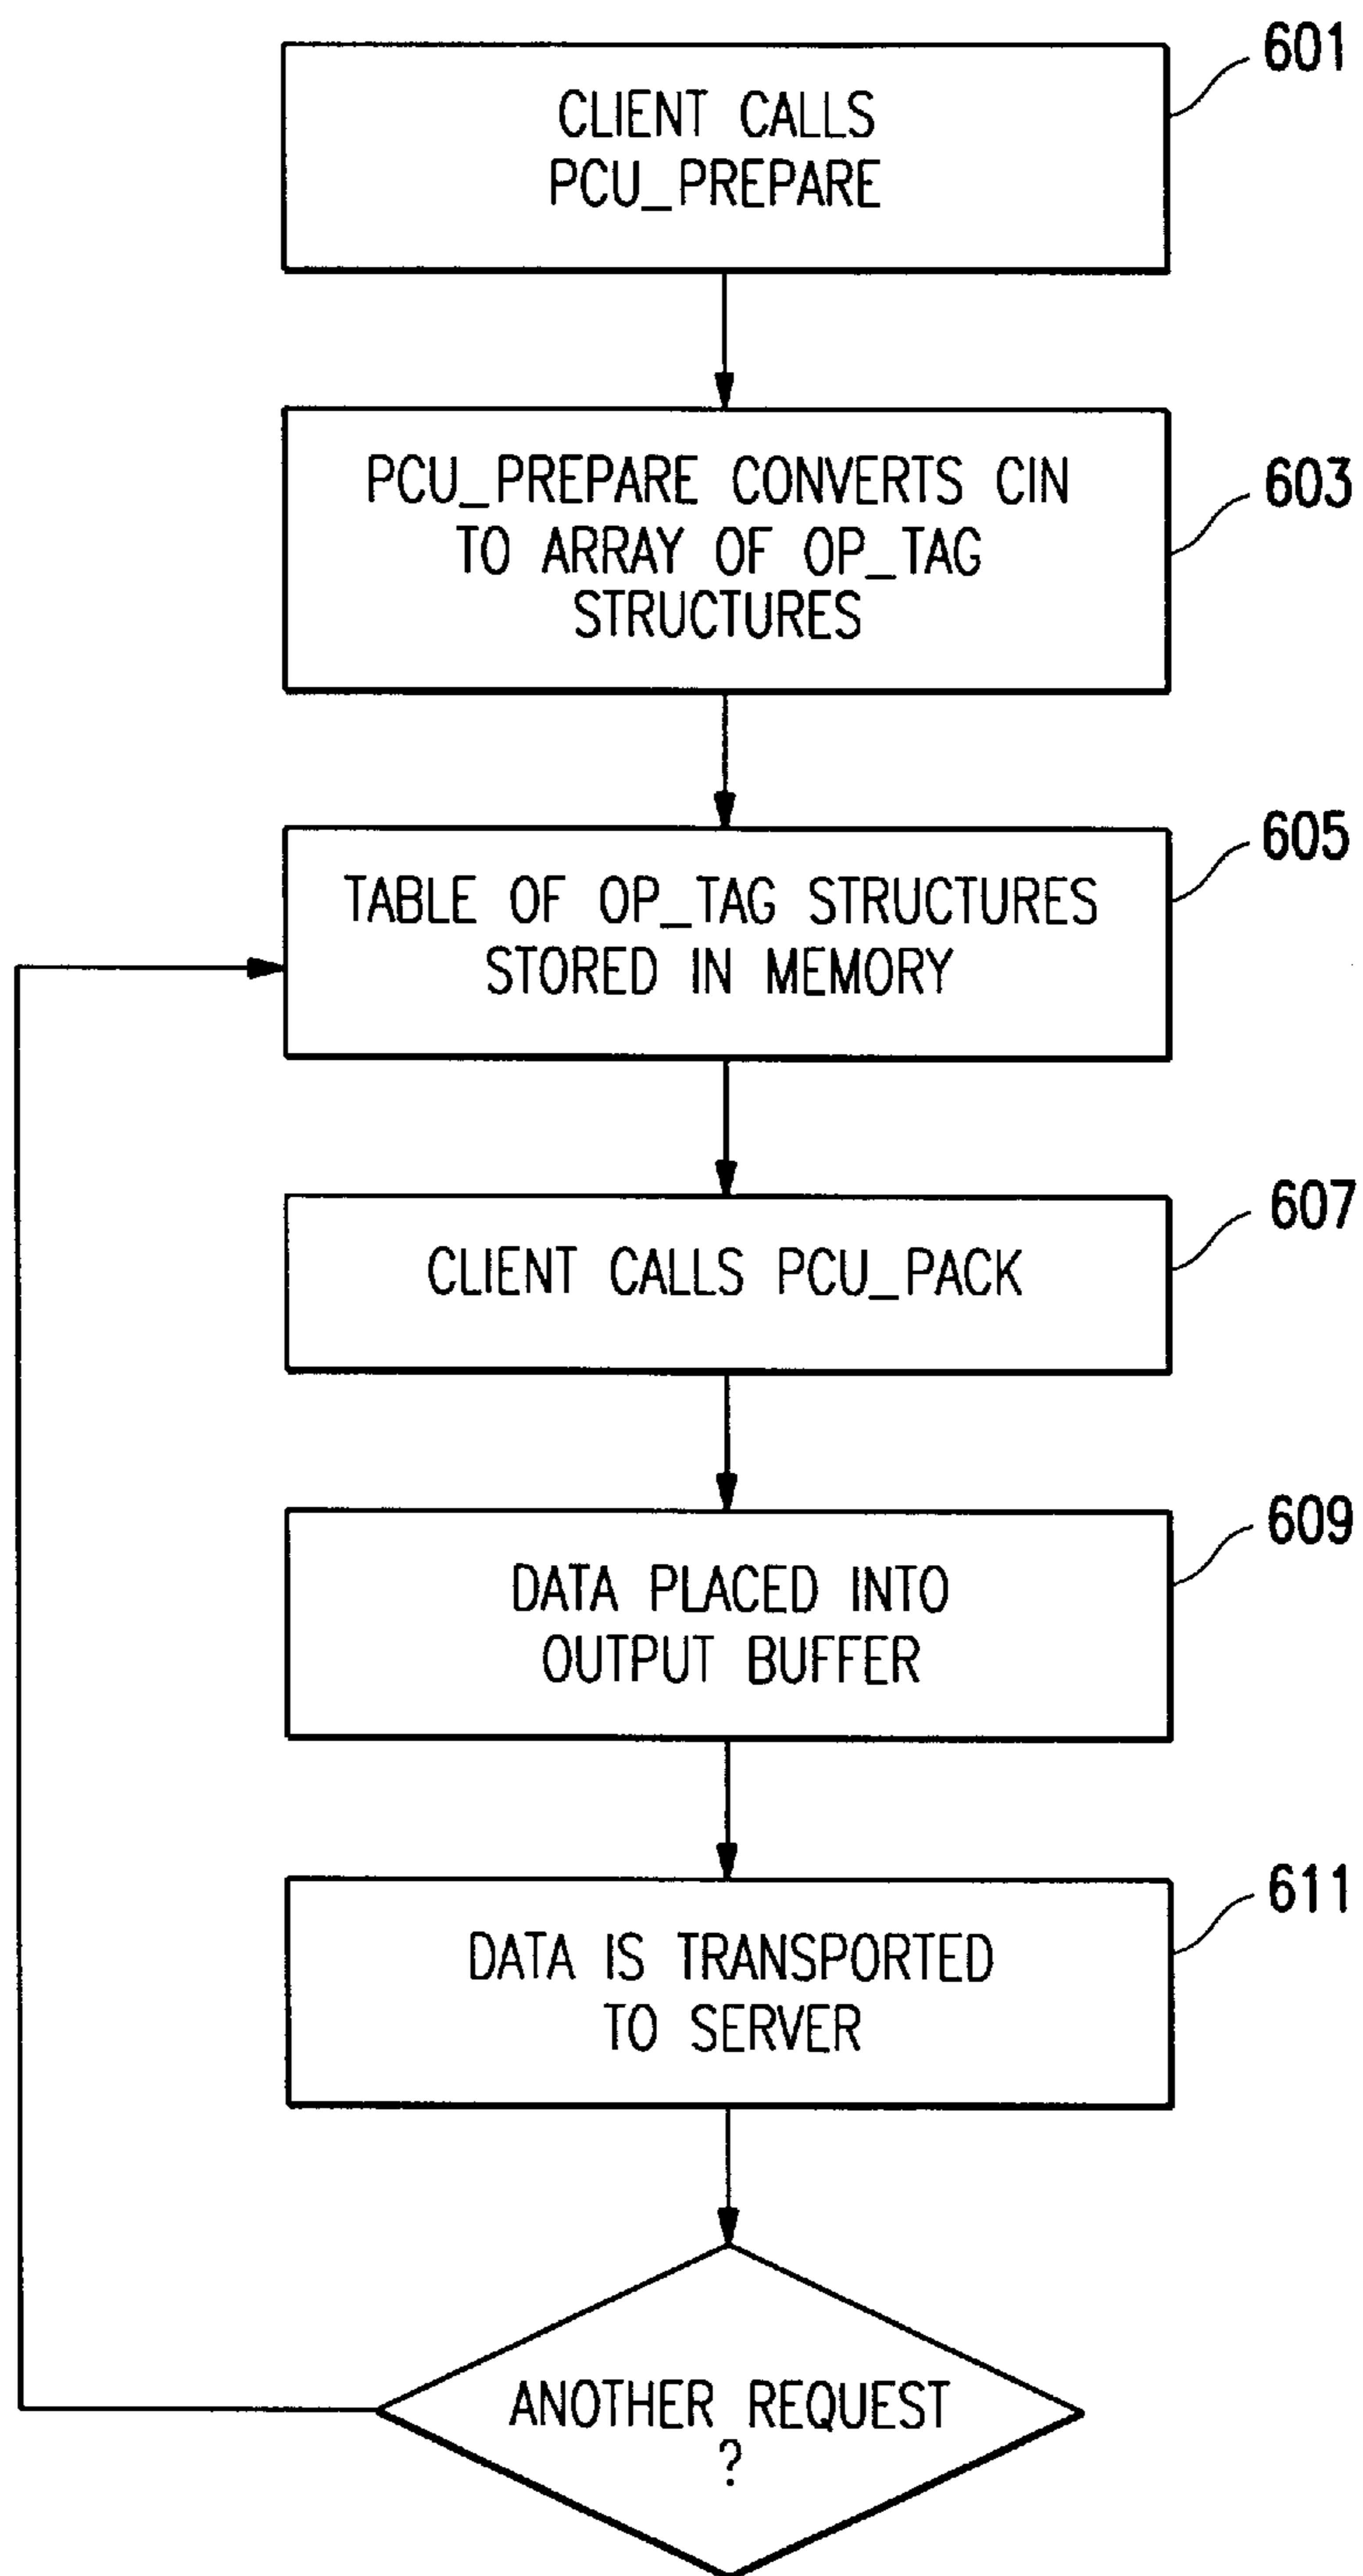 601
CLIENT CALLS
PCU_PREPARE
603
PCU_PREPARE CONVERTS CIN
TO ARRAY OF OP_TAG
STRUCTURES
605
TABLE OF OP_TAG STRUCTURES
STORED IN MEMORY
607
CLIENT CALLS PCU_PACK
609
DATA PLACED INTO
OUTPUT BUFFER
611
DATA IS TRANSPORTED
TO SERVER
ANOTHER REQUEST
?